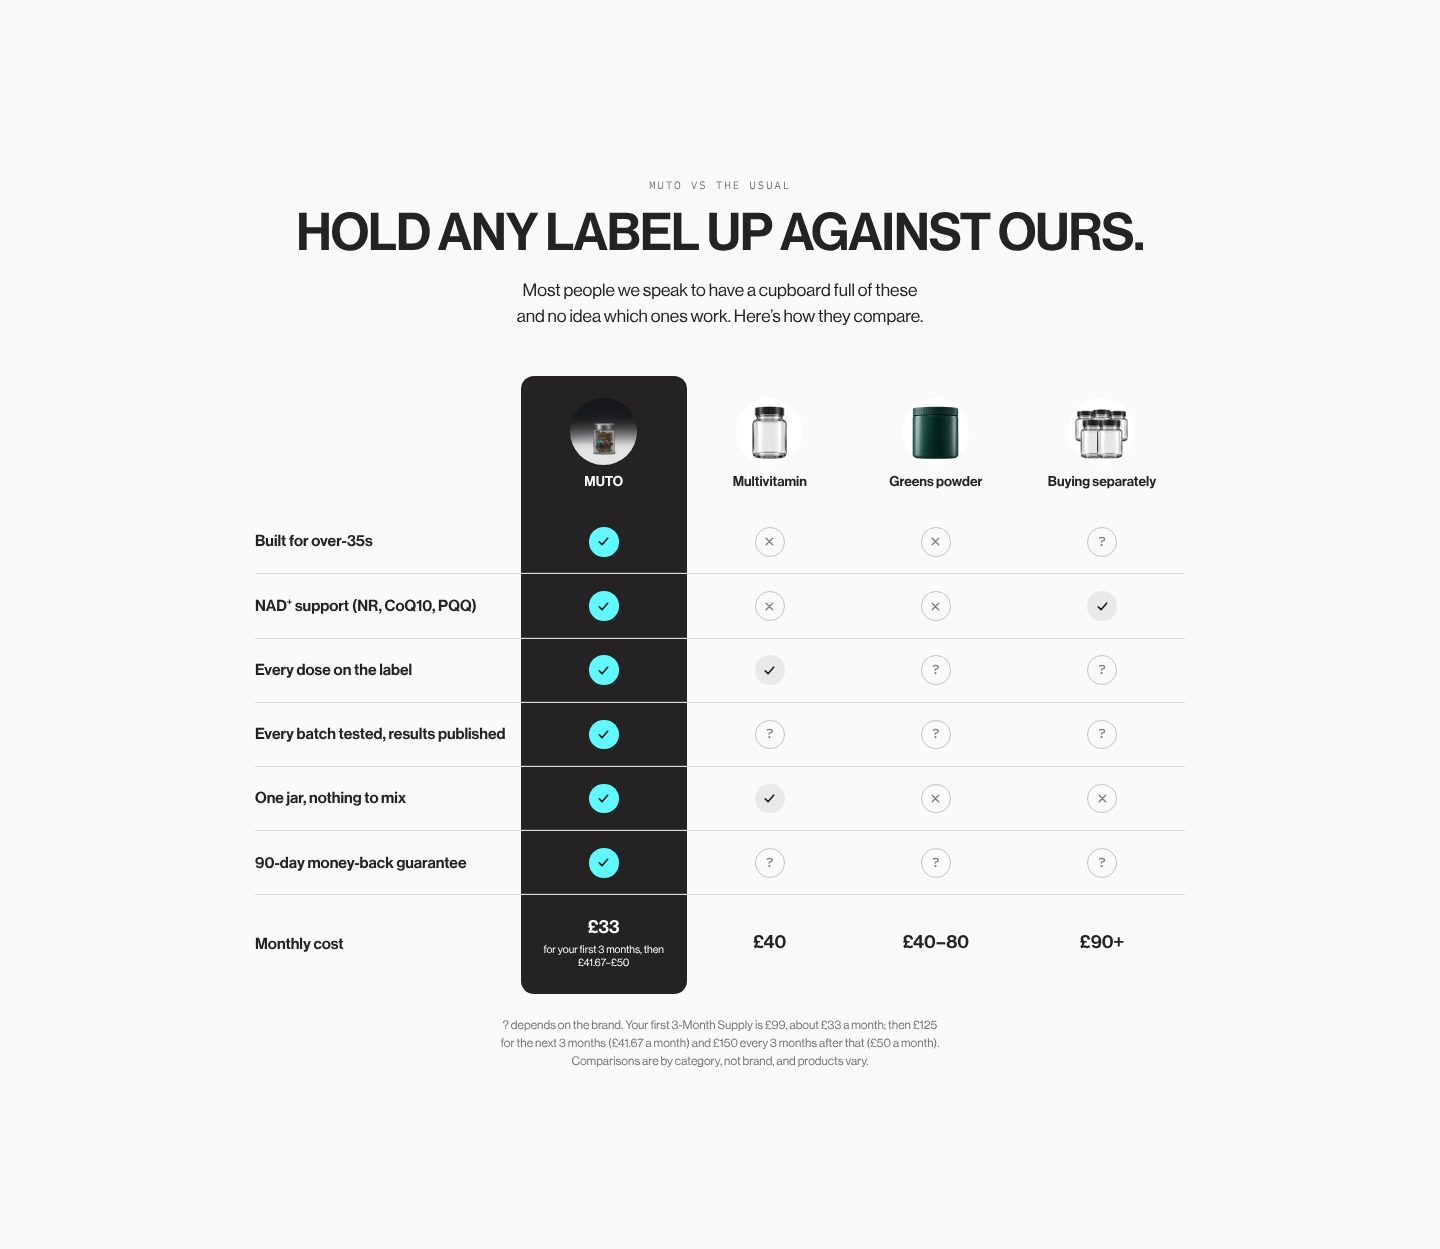 MUTO VS THE USUAL
HOLD ANY LABEL UP AGAINST OURS.
Most people we speak to have a cupboard full of these
and no idea which ones work. Here's how they compare.
MUTO
Multivitamin
Greens powder
Buying separately
Built for over-35s
?
NAD⁺ support (NR, CoQ10, PQQ)
Every dose on the label
? ?
Every batch tested, results published
? ? ?
One jar, nothing to mix
90-day money-back guarantee
? ? ?
Monthly cost
£33
for your first 3 months, then
£41.67–£50
£40
£40–80
£90+
? depends on the brand. Your first 3-Month Supply is £99, about £33 a month; then £125
for the next 3 months (£41.67 a month) and £150 every 3 months after that (£50 a month).
Comparisons are by category, not brand, and products vary.